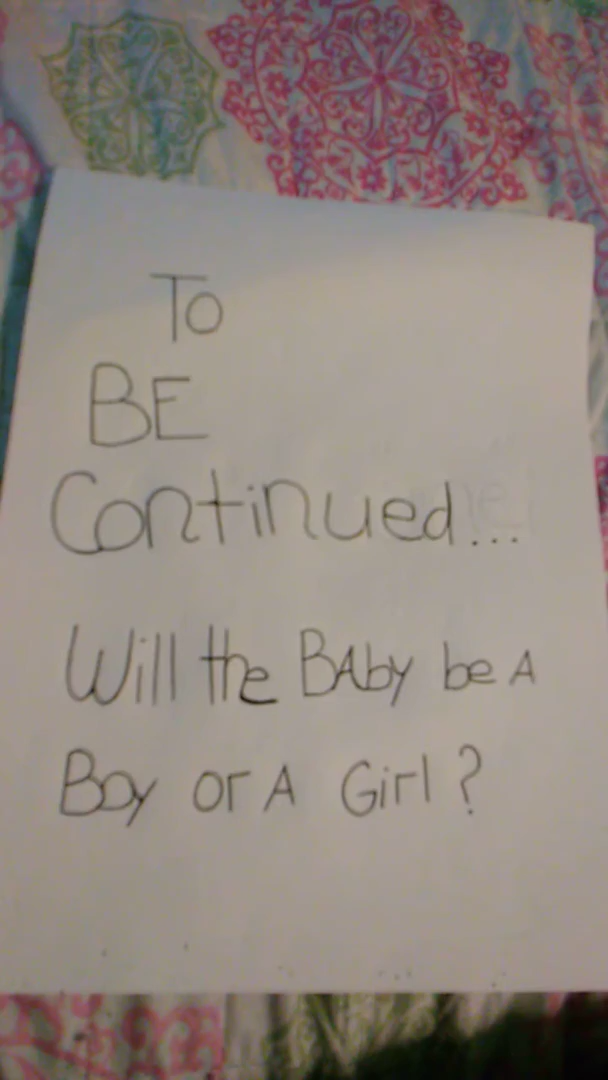 To
BE
Continued...
Will the BAby be A
Boy or A Girl?